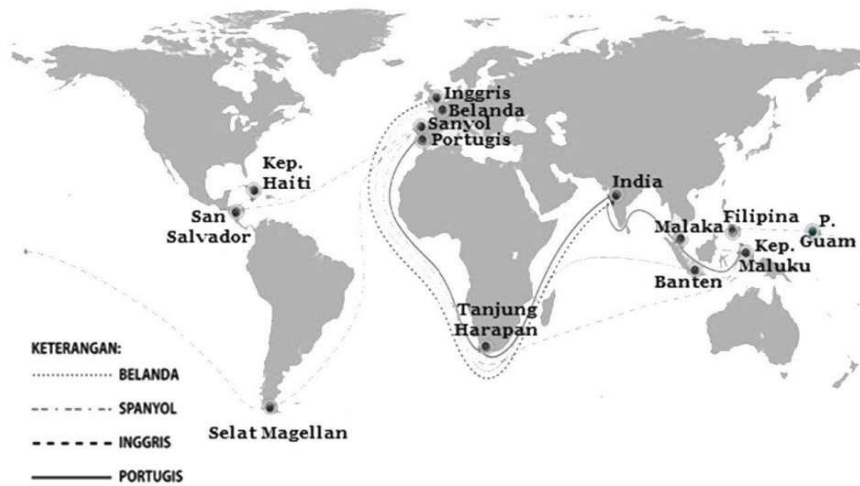 Inggris
Belanda
Sanyol
Portugis
Kep.
Haiti
San
Salvador
India
Malaka
Filipina
P.
Guam
Kep.
Maluku
Banten
Tanjung
Harapan
Selat Magellan
KETERANGAN:
BELANDA
SPANYOL
INGGRIS
PORTUGIS